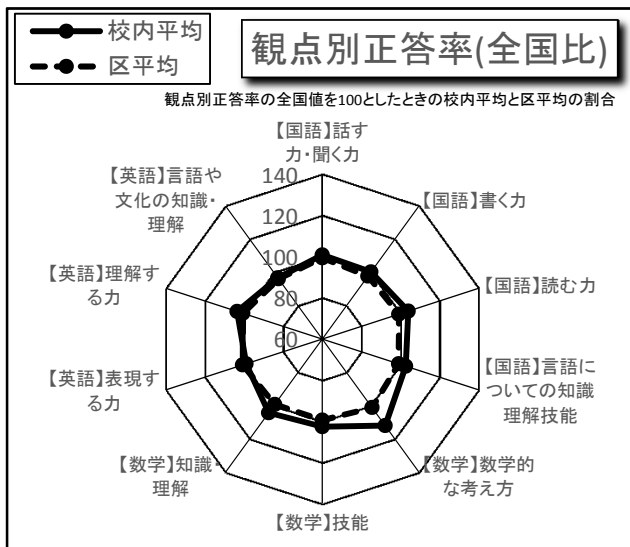 校内平均
区平均
観点別正答率(全国比)
観点別正答率の全国値を100としたときの校内平均と区平均の割合
【国語】話す
力・聞く力
【国語】書く力
【国語】読む力
【国語】言語に
ついての知識
理解技能
【数学】数学的
な考え方
【数学】技能
【数学】知識・
理解
【英語】表現す
る力
【英語】理解す
る力
【英語】言語や
文化の知識・
理解
140
120
100
80
60